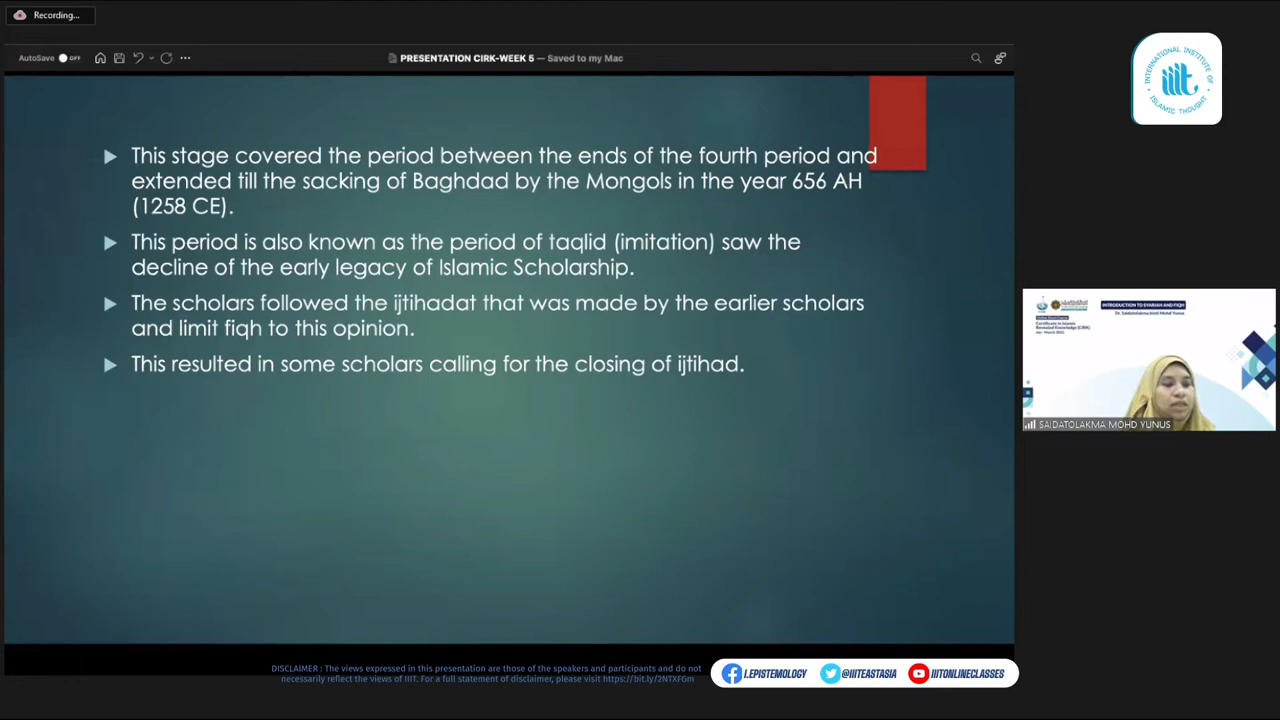 Recording...
AutoSave OFF
PRESENTATION CIRK-WEEK 5 — Saved to my Mac
INTERNATIONAL INSTITUTE OF
iiit
ISLAMIC THOUGHT
This stage covered the period between the ends of the fourth period and
extended till the sacking of Baghdad by the Mongols in the year 656 AH
(1258 CE).
This period is also known as the period of taqlid (imitation) saw the
decline of the early legacy of Islamic Scholarship.
The scholars followed the ijtihadat that was made by the earlier scholars
and limit fiqh to this opinion.
This resulted in some scholars calling for the closing of ijtihad.
INTRODUCTION TO SYARIAH AND FIQH
Dr. Saidatolakma binti Mohd Yunus
Certificate in Islamic
Revealed Knowledge (CIRK)
SAIDATOLAKMA MOHD YUNUS
DISCLAIMER : The views expressed in this presentation are those of the speakers and participants and do not
necessarily reflect the views of IIIT. For a full statement of disclaimer, please visit https://bit.ly/2NTXFGm
I.EPISTEMOLOGY
@IIITEASTASIA
IIITONLINECLASSES